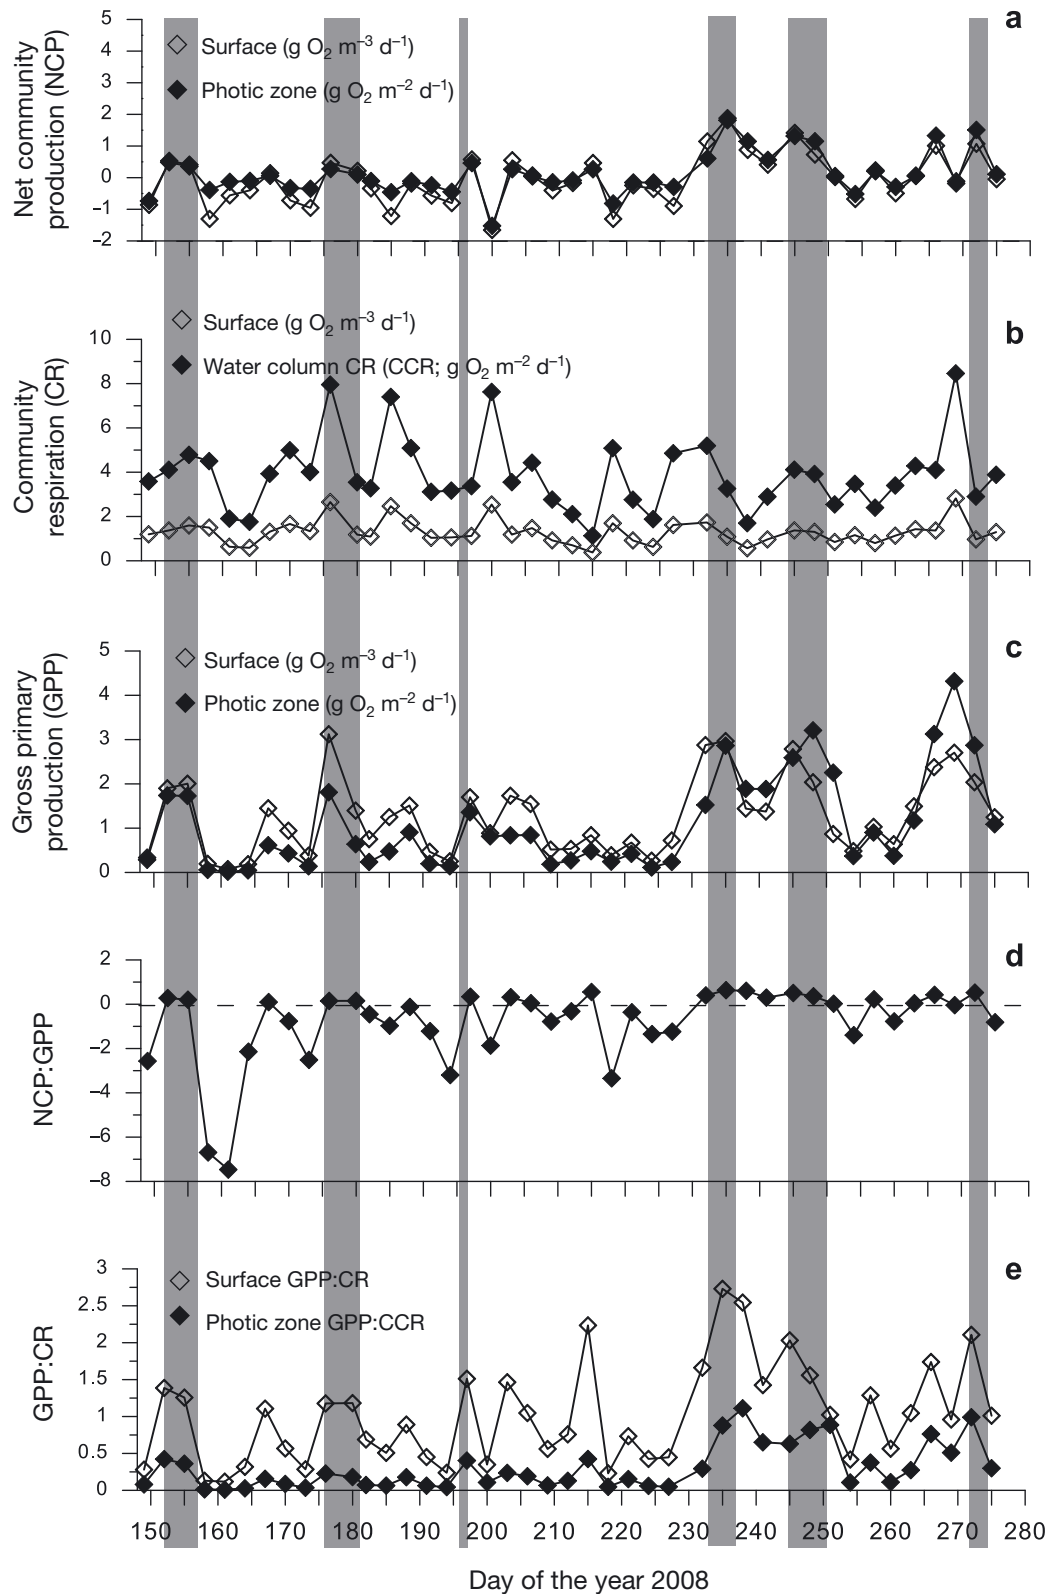 a
5
4
3
2
1
0
–1
–2
Net community
production (NCP)
Surface (g O2 m–3 d–1)
Photic zone (g O2 m–2 d–1)
b
10
8
6
4
2
0
Community
respiration (CR)
Surface (g O2 m–3 d–1)
Water column CR (CCR; g O2 m–2 d–1)
c
5
4
3
2
1
0
Gross primary
production (GPP)
Surface (g O2 m–3 d–1)
Photic zone (g O2 m–2 d–1)
d
2
0
–2
–4
–6
–8
NCP:GPP
e
3
2.5
2
1.5
1
0.5
0
GPP:CR
Surface GPP:CR
Photic zone GPP:CCR
150 160 170 180 190 200 210 220 230 240 250 260 270 280
Day of the year 2008